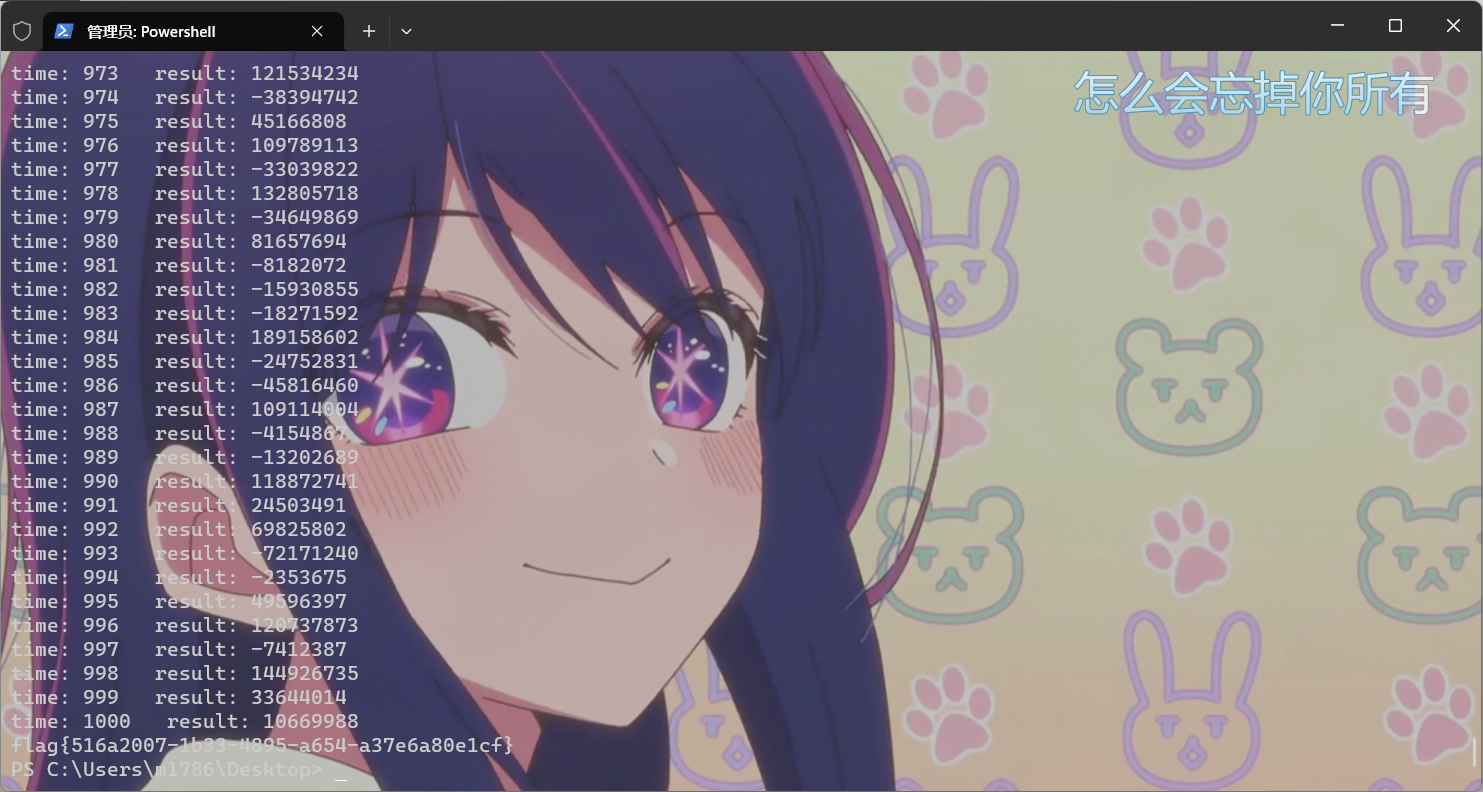 管理员: Powershell
怎么会忘掉你所有
time: 973   result: 121534234
time: 974   result: -38394742
time: 975   result: 45166808
time: 976   result: 109789113
time: 977   result: -33039822
time: 978   result: 132805718
time: 979   result: -34649869
time: 980   result: 81657694
time: 981   result: -8182072
time: 982   result: -15930855
time: 983   result: -18271592
time: 984   result: 189158602
time: 985   result: -24752831
time: 986   result: -45816460
time: 987   result: 109114004
time: 988   result: -4154867
time: 989   result: -13202689
time: 990   result: 118872741
time: 991   result: 24503491
time: 992   result: 69825802
time: 993   result: -72171240
time: 994   result: -2353675
time: 995   result: 49596397
time: 996   result: 120737873
time: 997   result: -7412387
time: 998   result: 144926735
time: 999   result: 33644014
time: 1000   result: 10669988
flag{516a2007-1b33-4895-a654-a37e6a80e1cf}
PS C:\Users\m1786\Desktop> _